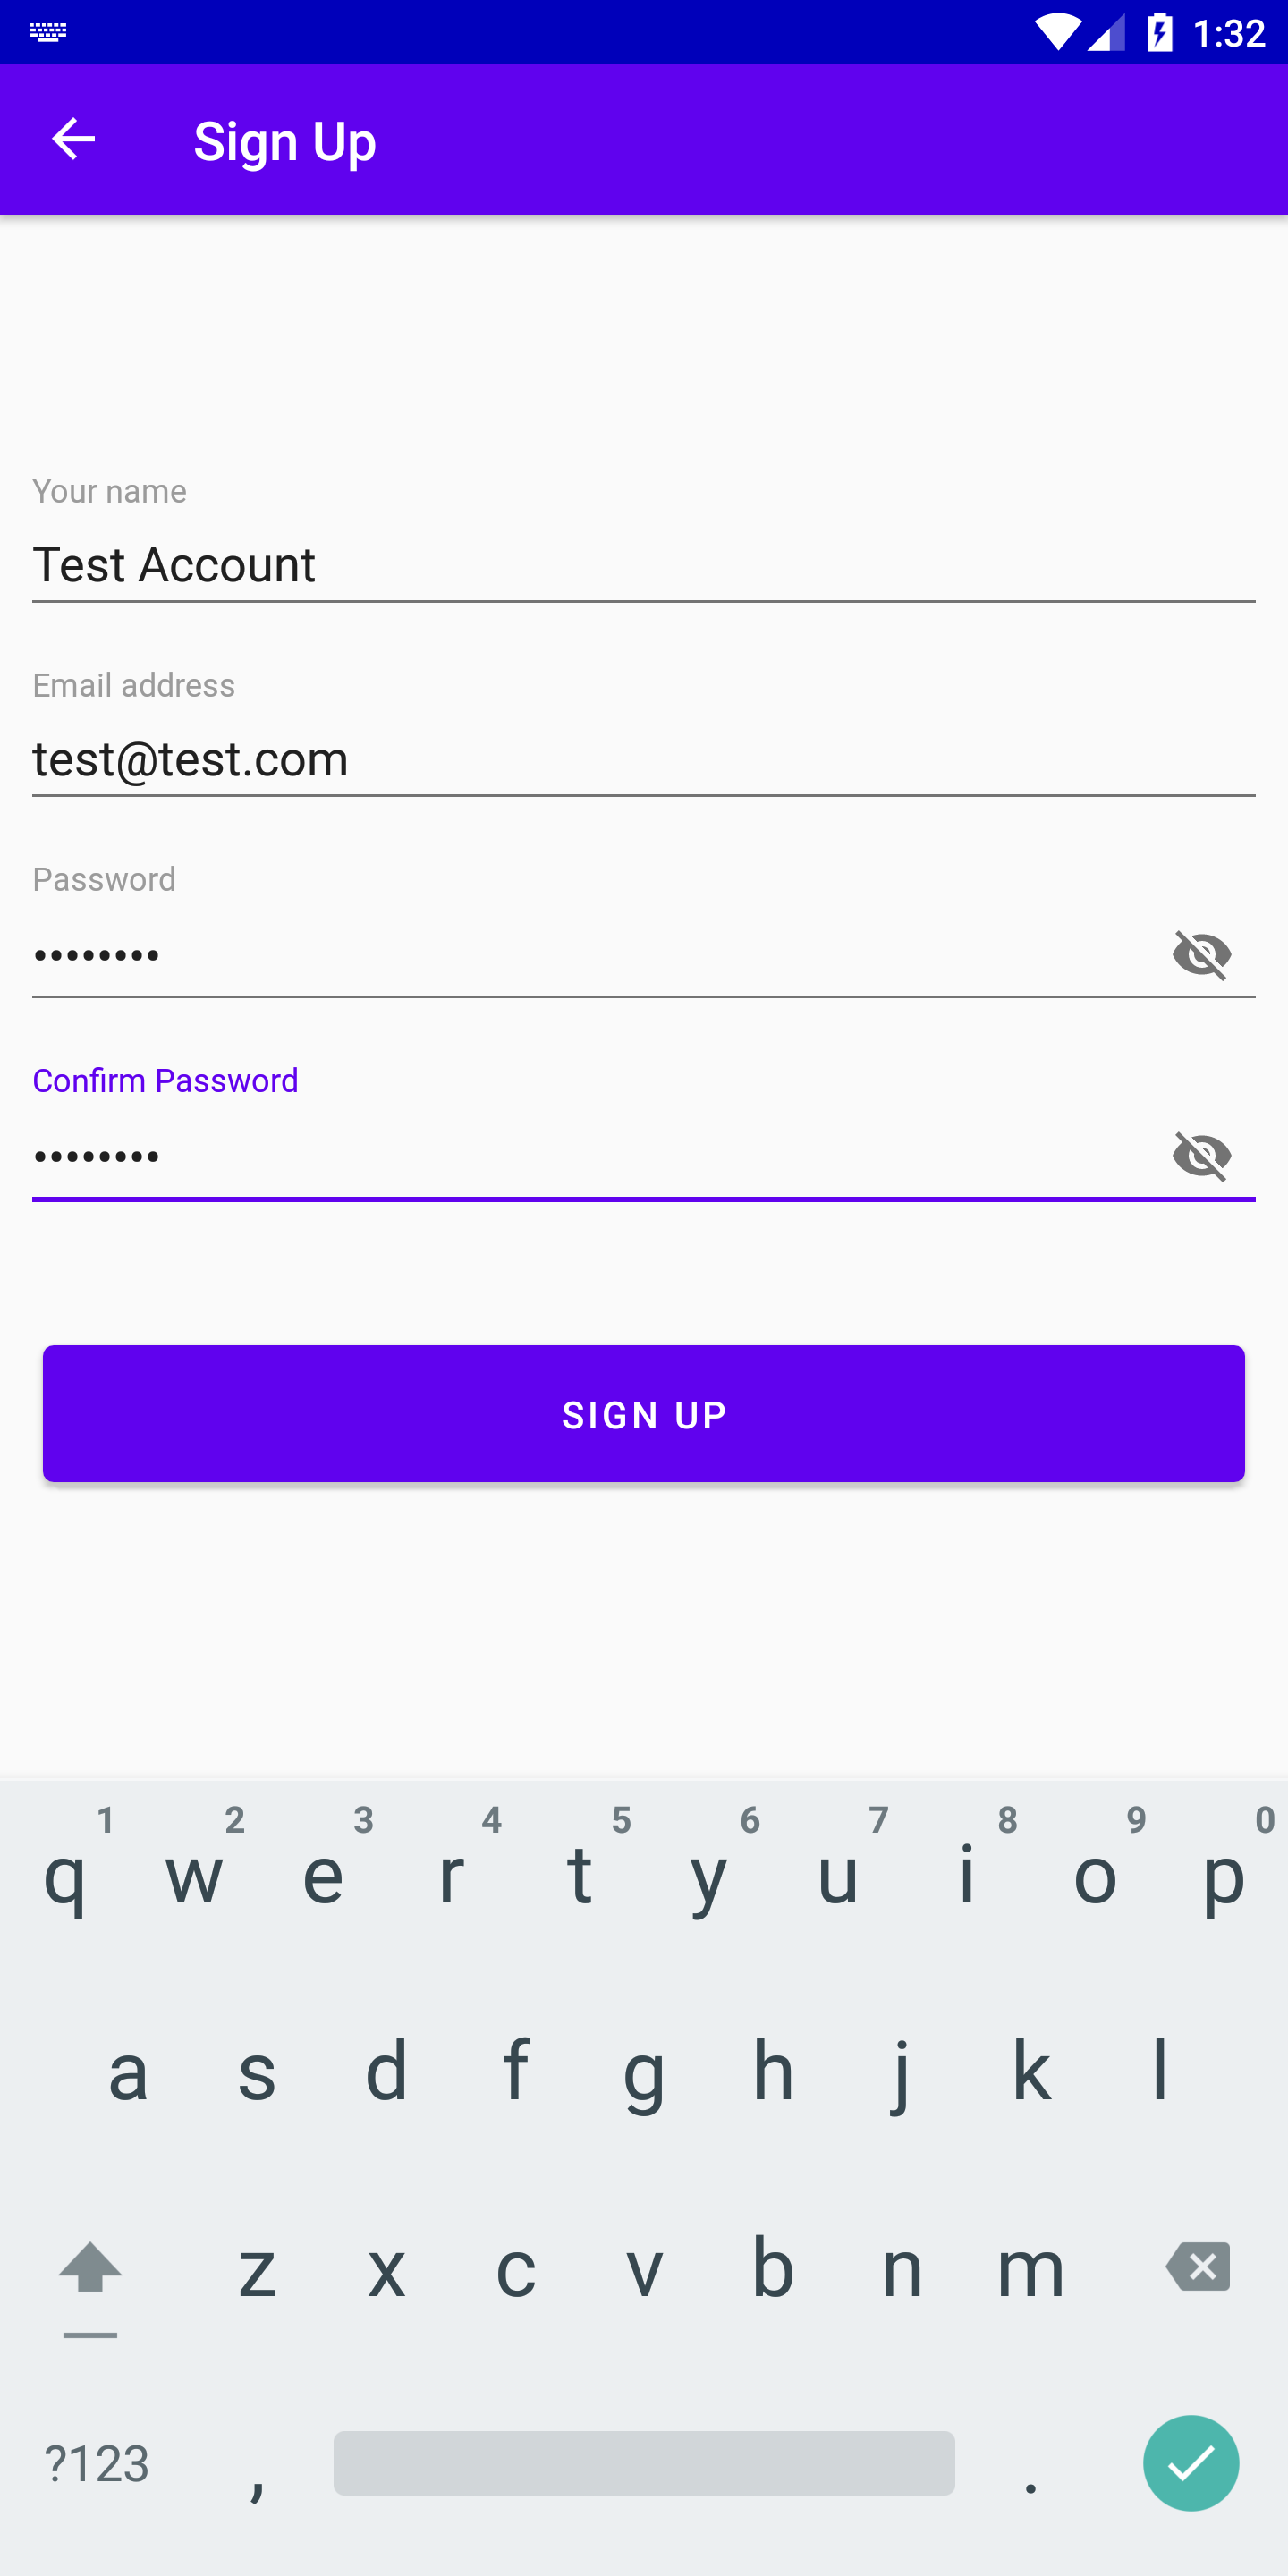 1:32
Sign Up
Your name
Test Account
Email address
test@test.com
Password
••••••••
Confirm Password
••••••••
SIGN UP
1 2 3 4 5 6 7 8 9 0
q w e r t y u i o p
a s d f g h j k l
z x c v b n m
?123 , .